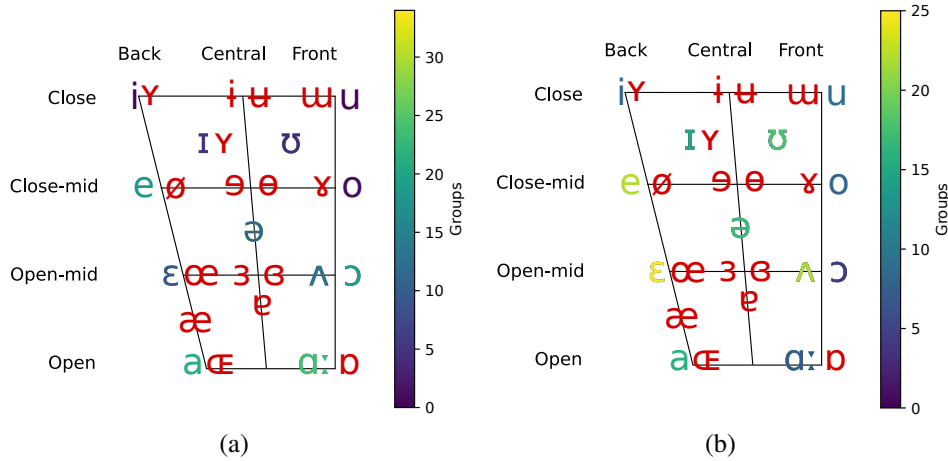 Back Central Front
Close i ʏ ɨ ʉ ɯ u
ɪ ʏ ʊ
Close-mid e ø ɘ ɵ ɤ o
ə
Open-mid ɛ œ ɜ ɞ ʌ ɔ
ɐ
æ
Open a ɶ ɑː ɒ
30
25
20
15
10
5
0
Groups
(a)
Back Central Front
Close i ʏ ɨ ʉ ɯ u
ɪ ʏ ʊ
Close-mid e ø ɘ ɵ ɤ o
ə
Open-mid ɛ œ ɜ ɞ ʌ ɔ
ɐ
æ
Open a ɶ ɑː ɒ
25
20
15
10
5
0
Groups
(b)